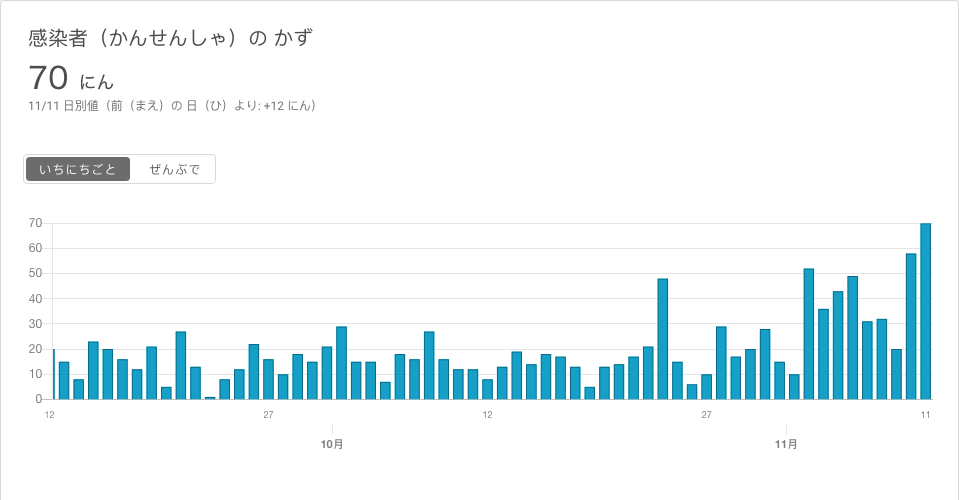 感染者（かんせんしゃ）の かず
70 にん
11/11 日別値（前（まえ）の 日（ひ）より: +12 にん）
いちにちごと ぜんぶで
70
60
50
40
30
20
10
0
12 27 12 27 11
10月 11月